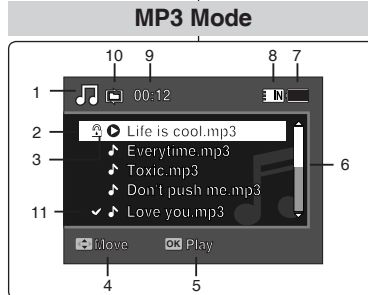 MP3 Mode
10 9 8 7
1 00:12 IN
2 Life is cool.mp3
3 Everytime.mp3
Toxic.mp3 6
Don't push me.mp3
11 Love you.mp3
Move OK Play
4 5